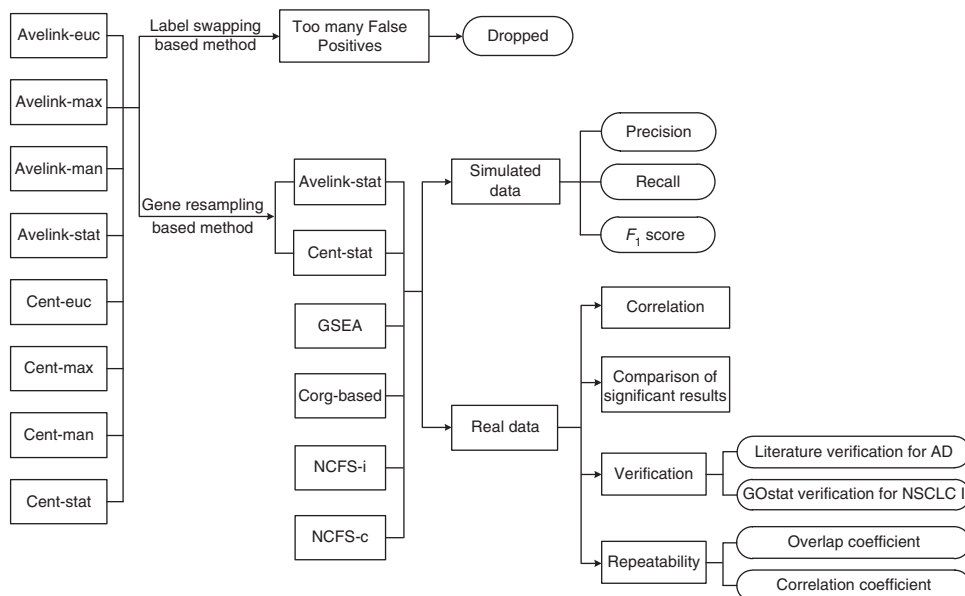 Avelink-euc
Avelink-max
Avelink-man
Avelink-stat
Cent-euc
Cent-max
Cent-man
Cent-stat
Label swapping
based method
Too many False
Positives
Dropped
Gene resampling
based method
Avelink-stat
Cent-stat
GSEA
Corg-based
NCFS-i
NCFS-c
Simulated
data
Precision
Recall
F1 score
Real data
Correlation
Comparison of
significant results
Verification
Literature verification for AD
GOstat verification for NSCLC I
Repeatability
Overlap coefficient
Correlation coefficient